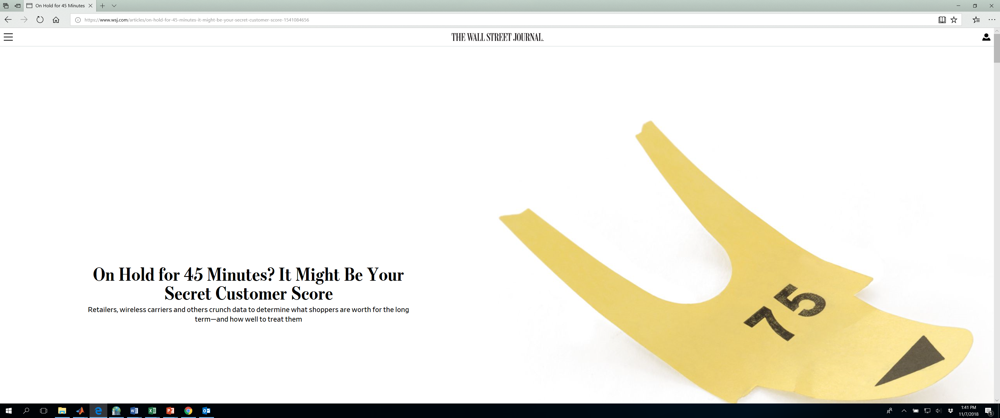 On Hold for 45 Minutes
https://www.wsj.com/articles/on-hold-for-45-minutes-it-might-be-your-secret-customer-score-1541084656
THE WALL STREET JOURNAL.
On Hold for 45 Minutes? It Might Be Your
Secret Customer Score
Retailers, wireless carriers and others crunch data to determine what shoppers are worth for the long
term—and how well to treat them
75
1:41 PM
11/7/2018
1